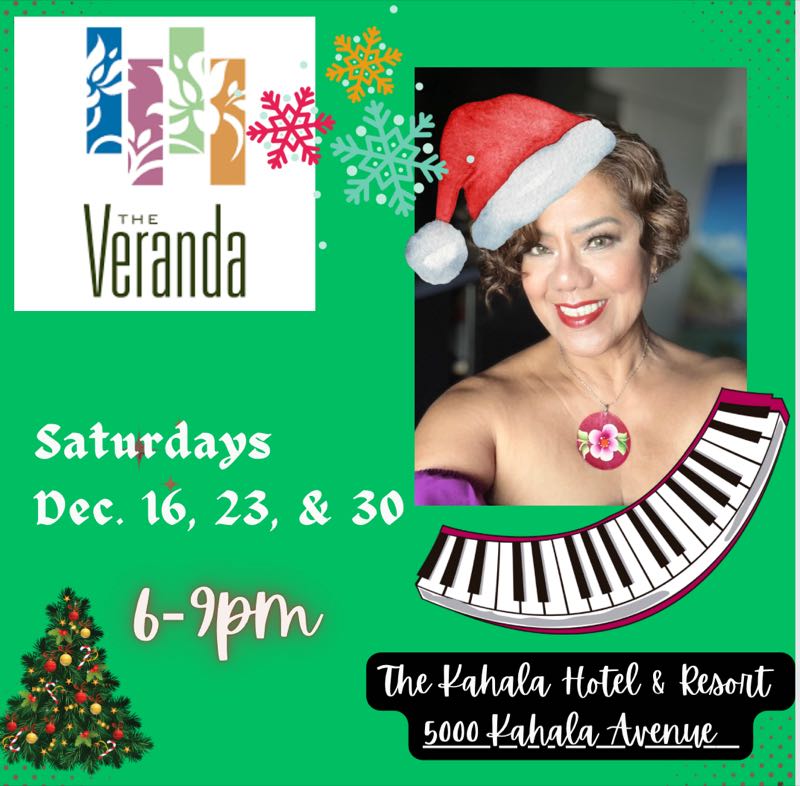 THE
Veranda
Saturdays
Dec. 16, 23, & 30
6-9pm
The Kahala Hotel & Resort
5000 Kahala Avenue